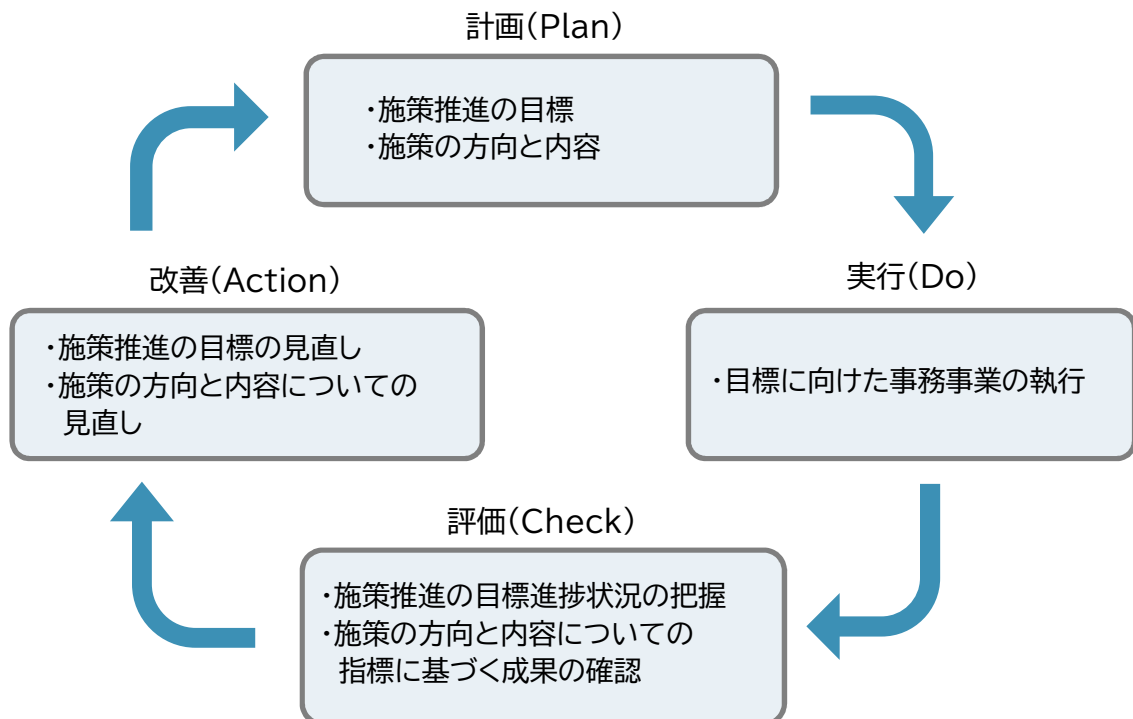 計画(Plan)
・施策推進の目標
・施策の方向と内容
改善(Action)
・施策推進の目標の見直し
・施策の方向と内容についての
見直し
実行(Do)
・目標に向けた事務事業の執行
評価(Check)
・施策推進の目標進捗状況の把握
・施策の方向と内容についての
指標に基づく成果の確認